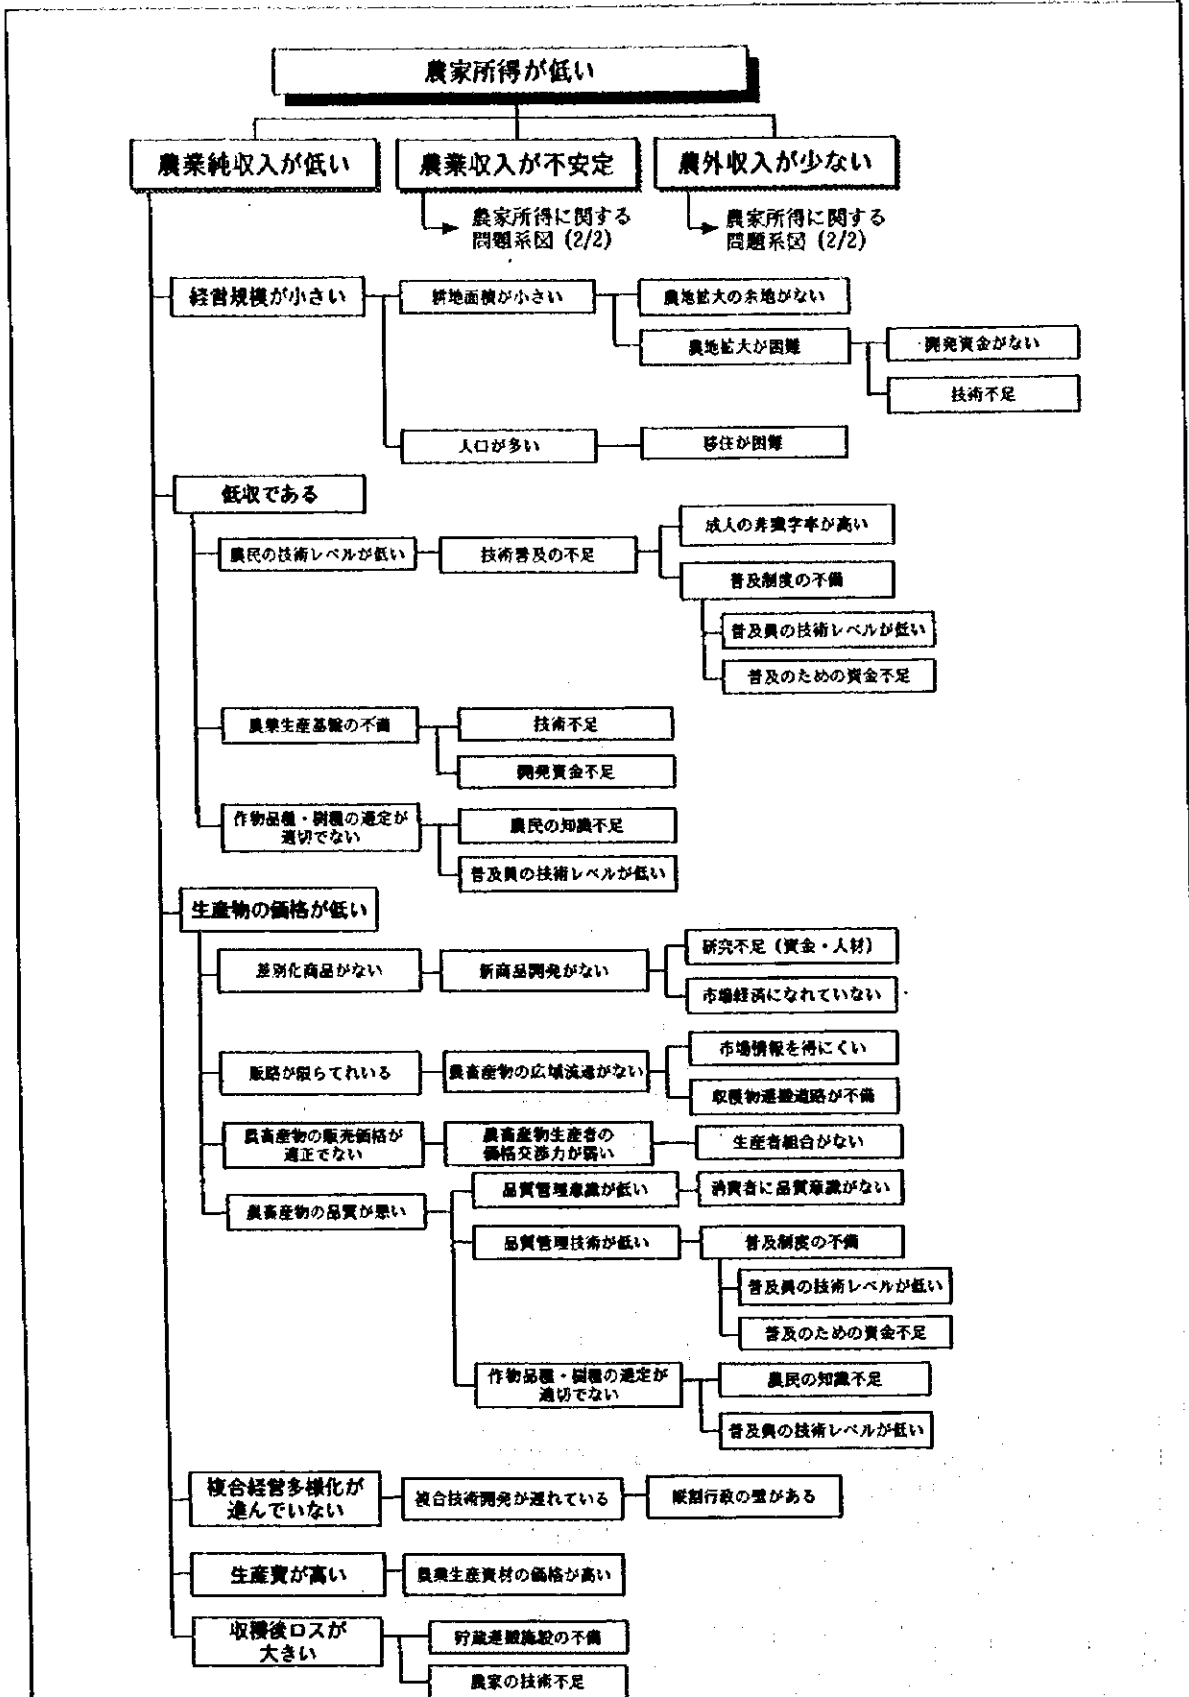 農家所得が低い
農業純収入が低い
農業収入が不安定
農外収入が少ない
農家所得に関する
問題系図 (2/2)
農家所得に関する
問題系図 (2/2)
経営規模が小さい
耕地面積が小さい
農地拡大の余地がない
農地拡大が困難
開発資金がない
技術不足
人口が多い
移住が困難
低収である
農民の技術レベルが低い
技術普及の不足
成人の非識字率が高い
普及制度の不備
普及員の技術レベルが低い
普及のための資金不足
農業生産基盤の不備
技術不足
開発資金不足
作物品種・樹種の選定が
適切でない
農民の知識不足
普及員の技術レベルが低い
生産物の価格が低い
差別化商品がない
新商品開発がない
研究不足（資金・人材）
市場経済になれていない
販路が限らてれいる
農畜産物の広域流通がない
市場情報を得にくい
収穫物運搬道路が不備
農畜産物の販売価格が
適正でない
農畜産物生産者の
価格交渉力が弱い
生産者組合がない
農畜産物の品質が悪い
品質管理意識が低い
消費者に品質意識がない
品質管理技術が低い
普及制度の不備
普及員の技術レベルが低い
普及のための資金不足
作物品種・樹種の選定が
適切でない
農民の知識不足
普及員の技術レベルが低い
複合経営多様化が
進んでいない
複合技術開発が遅れている
縦割行政の壁がある
生産費が高い
農業生産資材の価格が高い
収穫後ロスが
大きい
貯蔵運搬施設の不備
農家の技術不足